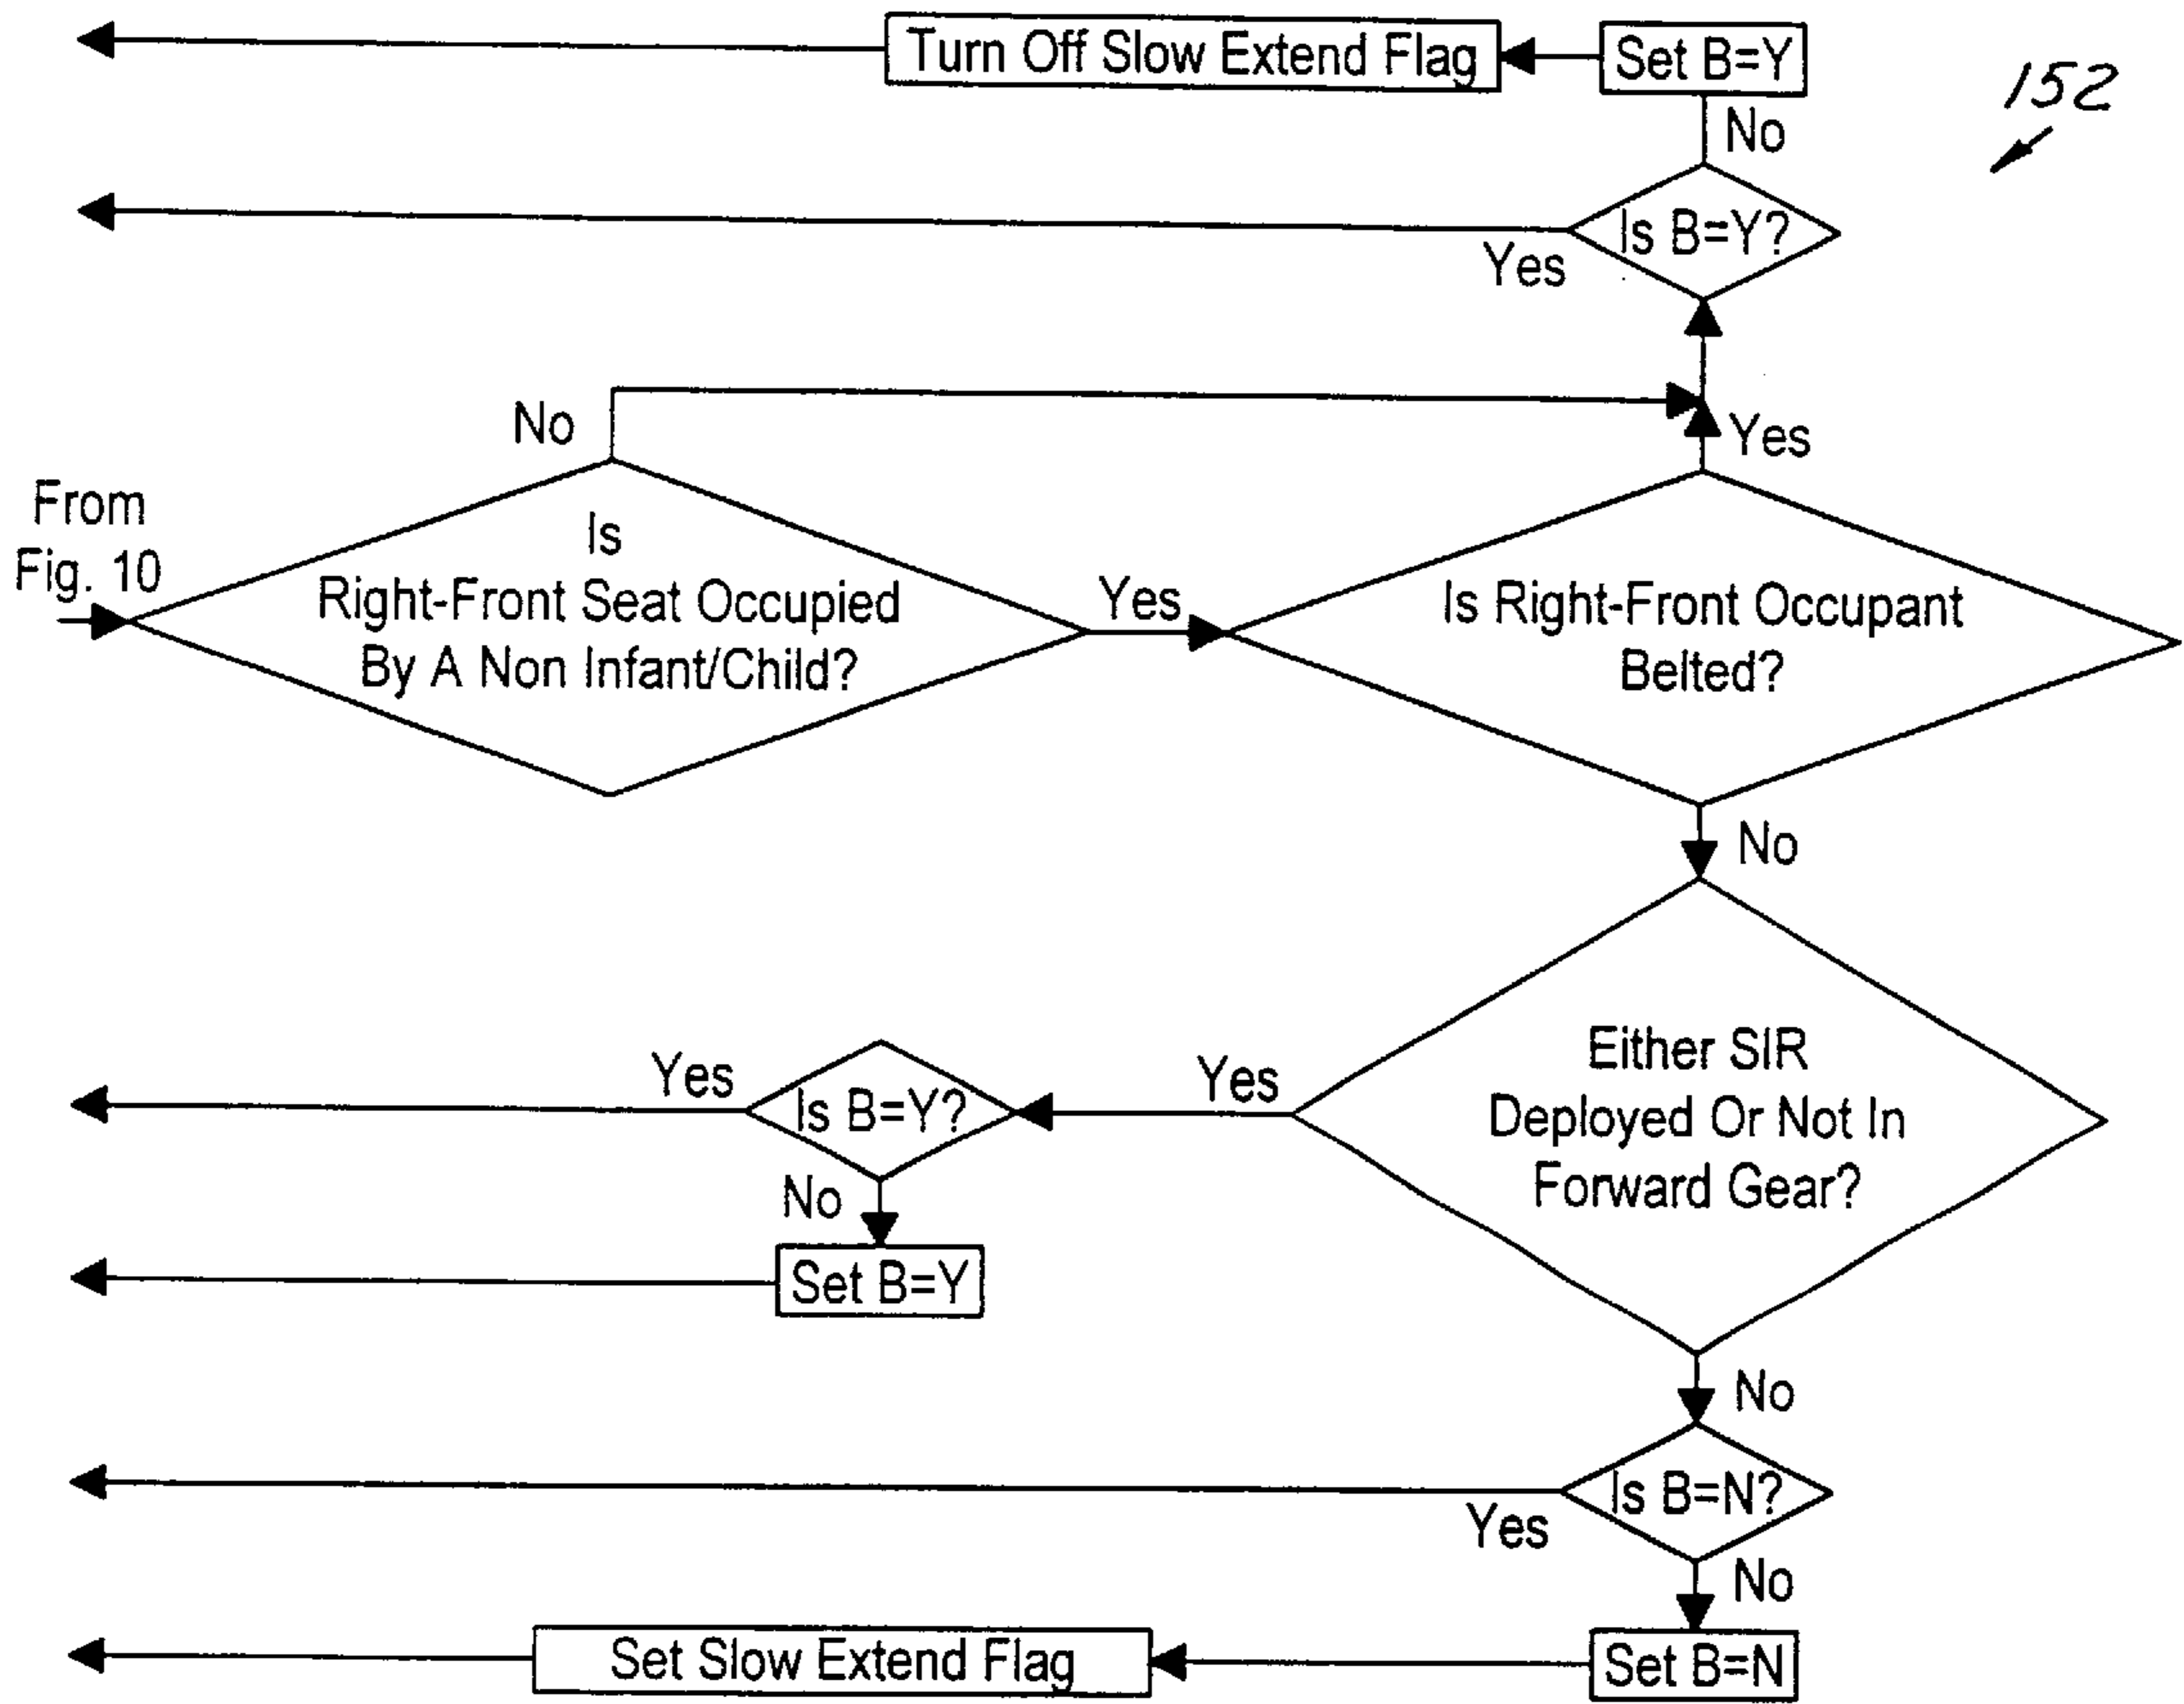 Turn Off Slow Extend Flag
Set B=Y
152
No
Is B=Y?
Yes
No
Yes
From
Fig. 10
Is
Right-Front Seat Occupied
By A Non Infant/Child?
Yes
Is Right-Front Occupant
Belted?
No
Either SIR
Deployed Or Not In
Forward Gear?
Yes
Is B=Y?
Yes
No
Set B=Y
No
Is B=N?
Yes
No
Set B=N
Set Slow Extend Flag